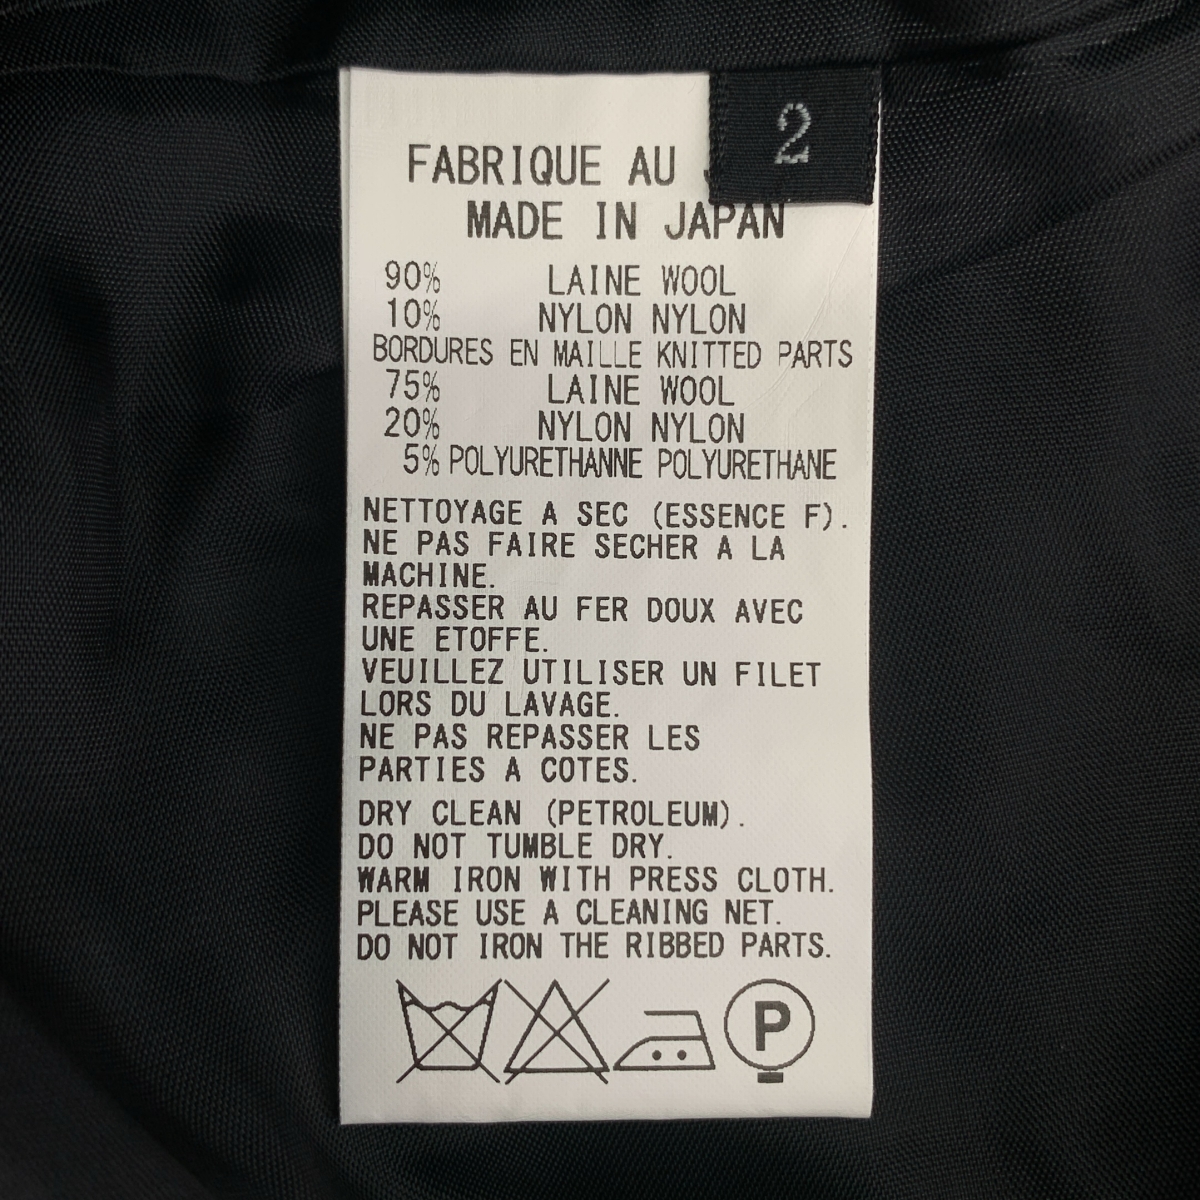 2
FABRIQUE AU
MADE IN JAPAN
90% LAINE WOOL
10% NYLON NYLON
BORDURES EN MAILLE KNITTED PARTS
75% LAINE WOOL
20% NYLON NYLON
5% POLYURETHANNE POLYURETHANE
NETTOYAGE A SEC (ESSENCE F).
NE PAS FAIRE SECHER A LA
MACHINE.
REPASSER AU FER DOUX AVEC
UNE ETOFFE.
VEUILLEZ UTILISER UN FILET
LORS DU LAVAGE.
NE PAS REPASSER LES
PARTIES A COTES.
DRY CLEAN (PETROLEUM).
DO NOT TUMBLE DRY.
WARM IRON WITH PRESS CLOTH.
PLEASE USE A CLEANING NET.
DO NOT IRON THE RIBBED PARTS.
P